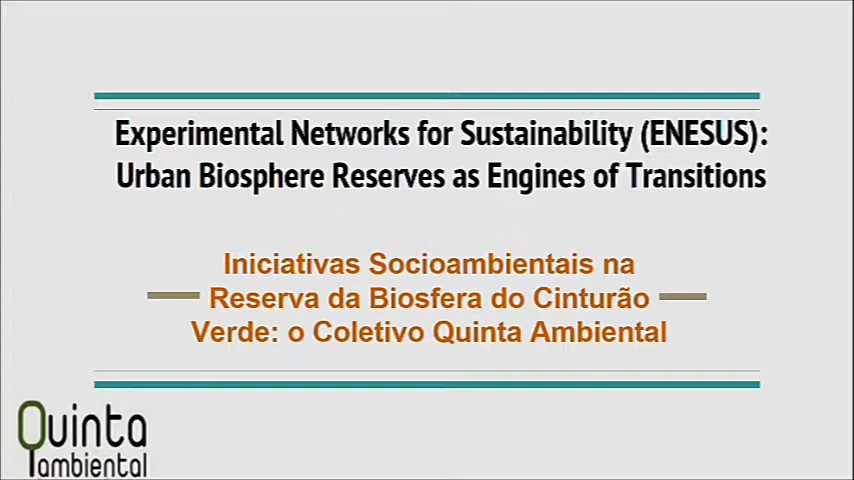 Experimental Networks for Sustainability (ENESUS):
Urban Biosphere Reserves as Engines of Transitions
Iniciativas Socioambientais na
Reserva da Biosfera do Cinturão
Verde: o Coletivo Quinta Ambiental
Quinta
ambiental